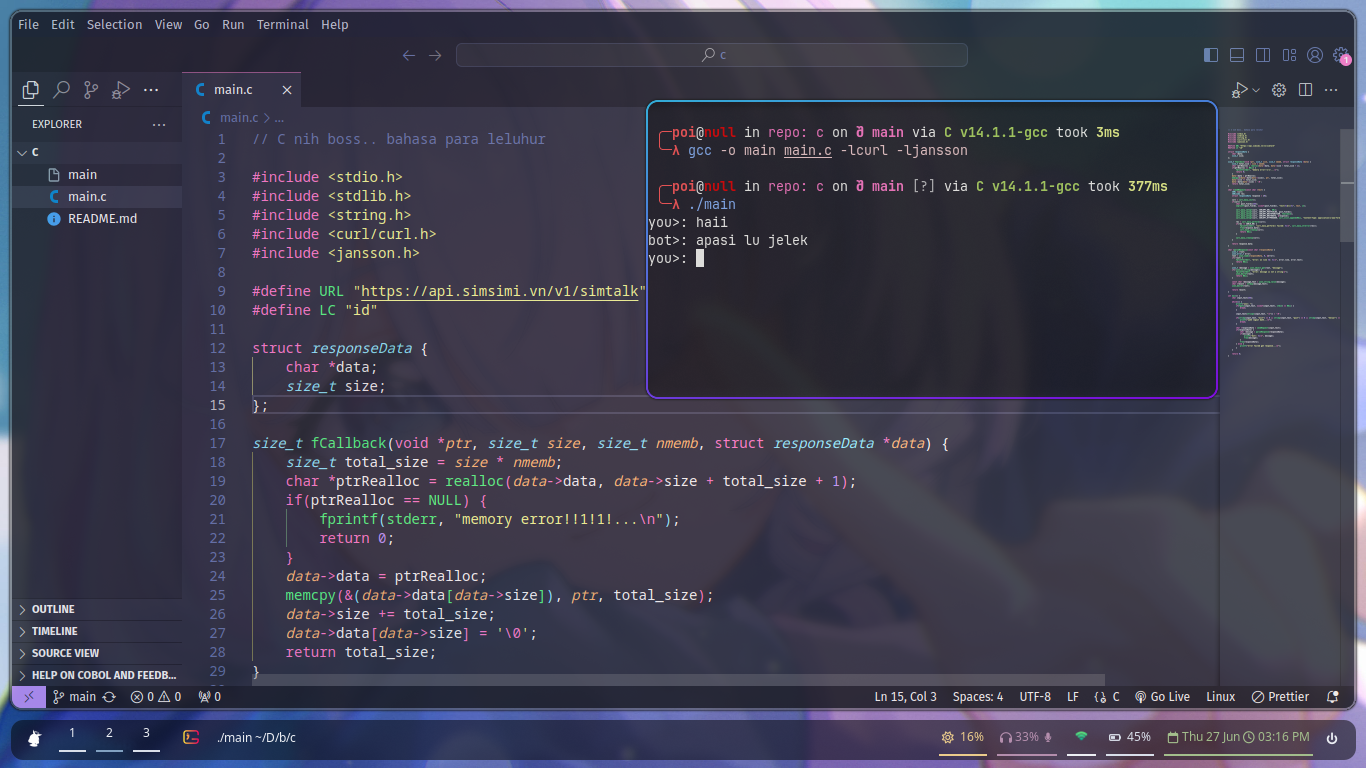 File Edit Selection View Go Run Terminal Help
c
1
main.c
EXPLORER
C
main
main.c
README.md
OUTLINE
TIMELINE
SOURCE VIEW
HELP ON COBOL AND FEEDB...
main.c > ...
1 // C nih boss.. bahasa para leluhur
2
3 #include <stdio.h>
4 #include <stdlib.h>
5 #include <string.h>
6 #include <curl/curl.h>
7 #include <jansson.h>
8
9 #define URL "https://api.simsimi.vn/v1/simtalk"
10 #define LC "id"
11
12 struct responseData {
13 char *data;
14 size_t size;
15 };
16
17 size_t fCallback(void *ptr, size_t size, size_t nmemb, struct responseData *data) {
18 size_t total_size = size * nmemb;
19 char *ptrRealloc = realloc(data->data, data->size + total_size + 1);
20 if(ptrRealloc == NULL) {
21 fprintf(stderr, "memory error!!1!1!...\n");
22 return 0;
23 }
24 data->data = ptrRealloc;
25 memcpy(&(data->data[data->size]), ptr, total_size);
26 data->size += total_size;
27 data->data[data->size] = '\0';
28 return total_size;
29 }
poi@null in repo: c on main via C v14.1.1-gcc took 3ms
λ gcc -o main main.c -lcurl -ljansson
poi@null in repo: c on main [?] via C v14.1.1-gcc took 377ms
λ ./main
you>: haii
bot>: apasi lu jelek
you>:
main 0 0 0 Ln 15, Col 3 Spaces: 4 UTF-8 LF C Go Live Linux Prettier
1 2 3 ./main ~/D/b/c 16% 33% 45% Thu 27 Jun 03:16 PM